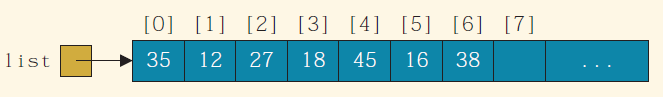 [0] [1] [2] [3] [4] [5] [6] [7]
list 35 12 27 18 45 16 38 ...